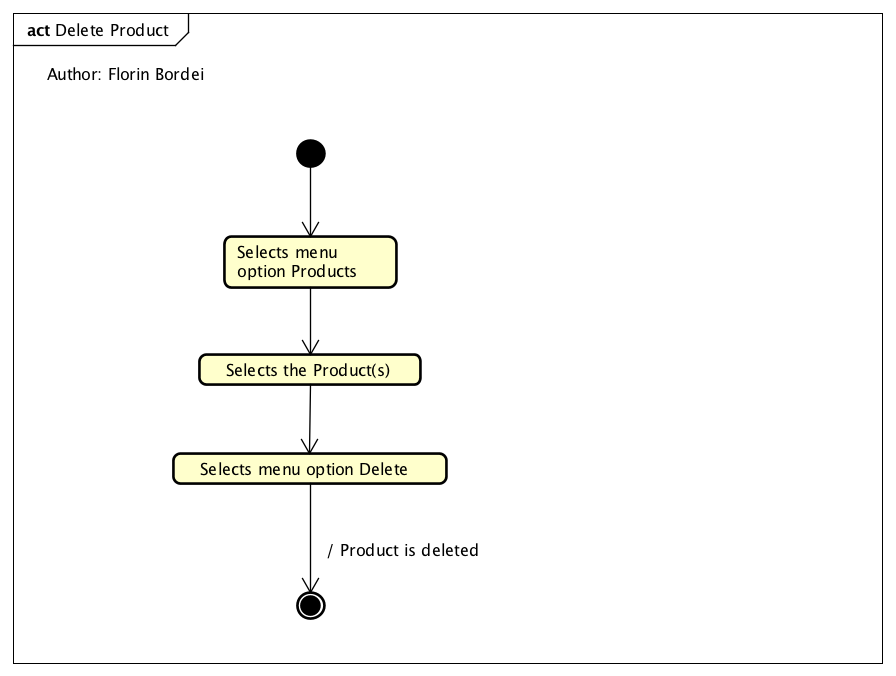 act Delete Product
Author: Florin Bordei
Selects menu
option Products
Selects the Product(s)
Selects menu option Delete
/ Product is deleted